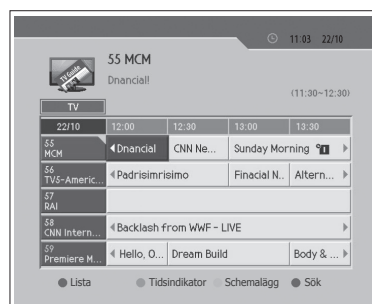 11:03 22/10
TV Guide
55 MCM
Dnancial!
(11:30~12:30)
TV
22/10 12:00 12:30 13:00 13:30
55 MCM Dnancial CNN Ne... Sunday Morning
56 TV5-Americ... Padrisimrisimo Finacial N.. Altern...
57 RAI
58 CNN Intern... Backlash from WWF - LIVE
59 Premiere M... Hello, O... Dream Build Body & ...
Lista Tidsindikator Schemalägg Sök